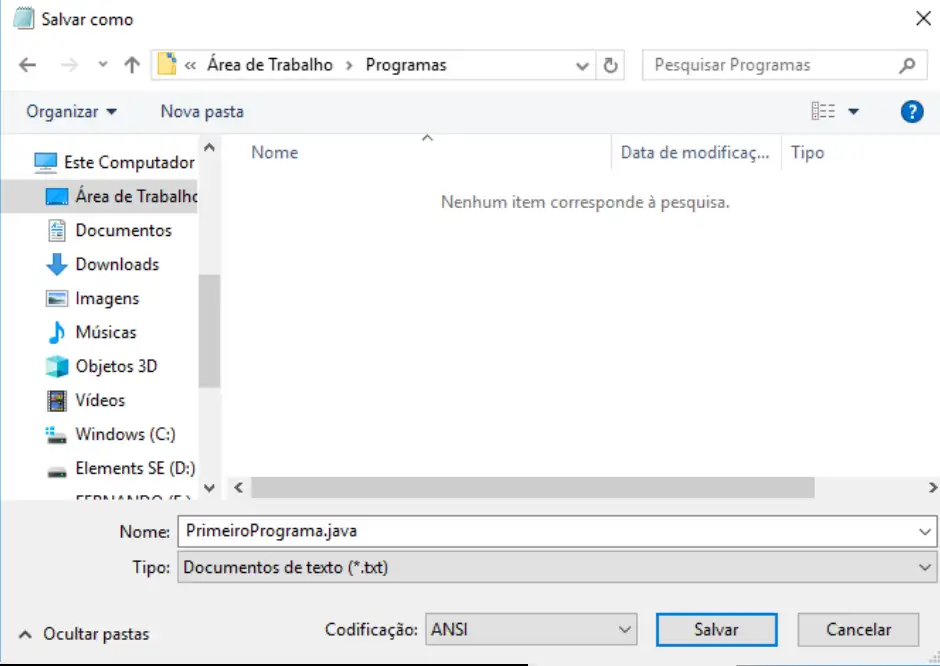 Salvar como
« Área de Trabalho › Programas
Pesquisar Programas
Organizar
Nova pasta
?
Este Computador
Área de Trabalho
Documentos
Downloads
Imagens
Músicas
Objetos 3D
Vídeos
Windows (C:)
Elements SE (D:)
Nome
Data de modificaç...
Tipo
Nenhum item corresponde à pesquisa.
Nome: PrimeiroPrograma.java
Tipo: Documentos de texto (*.txt)
Ocultar pastas
Codificação: ANSI
Salvar
Cancelar